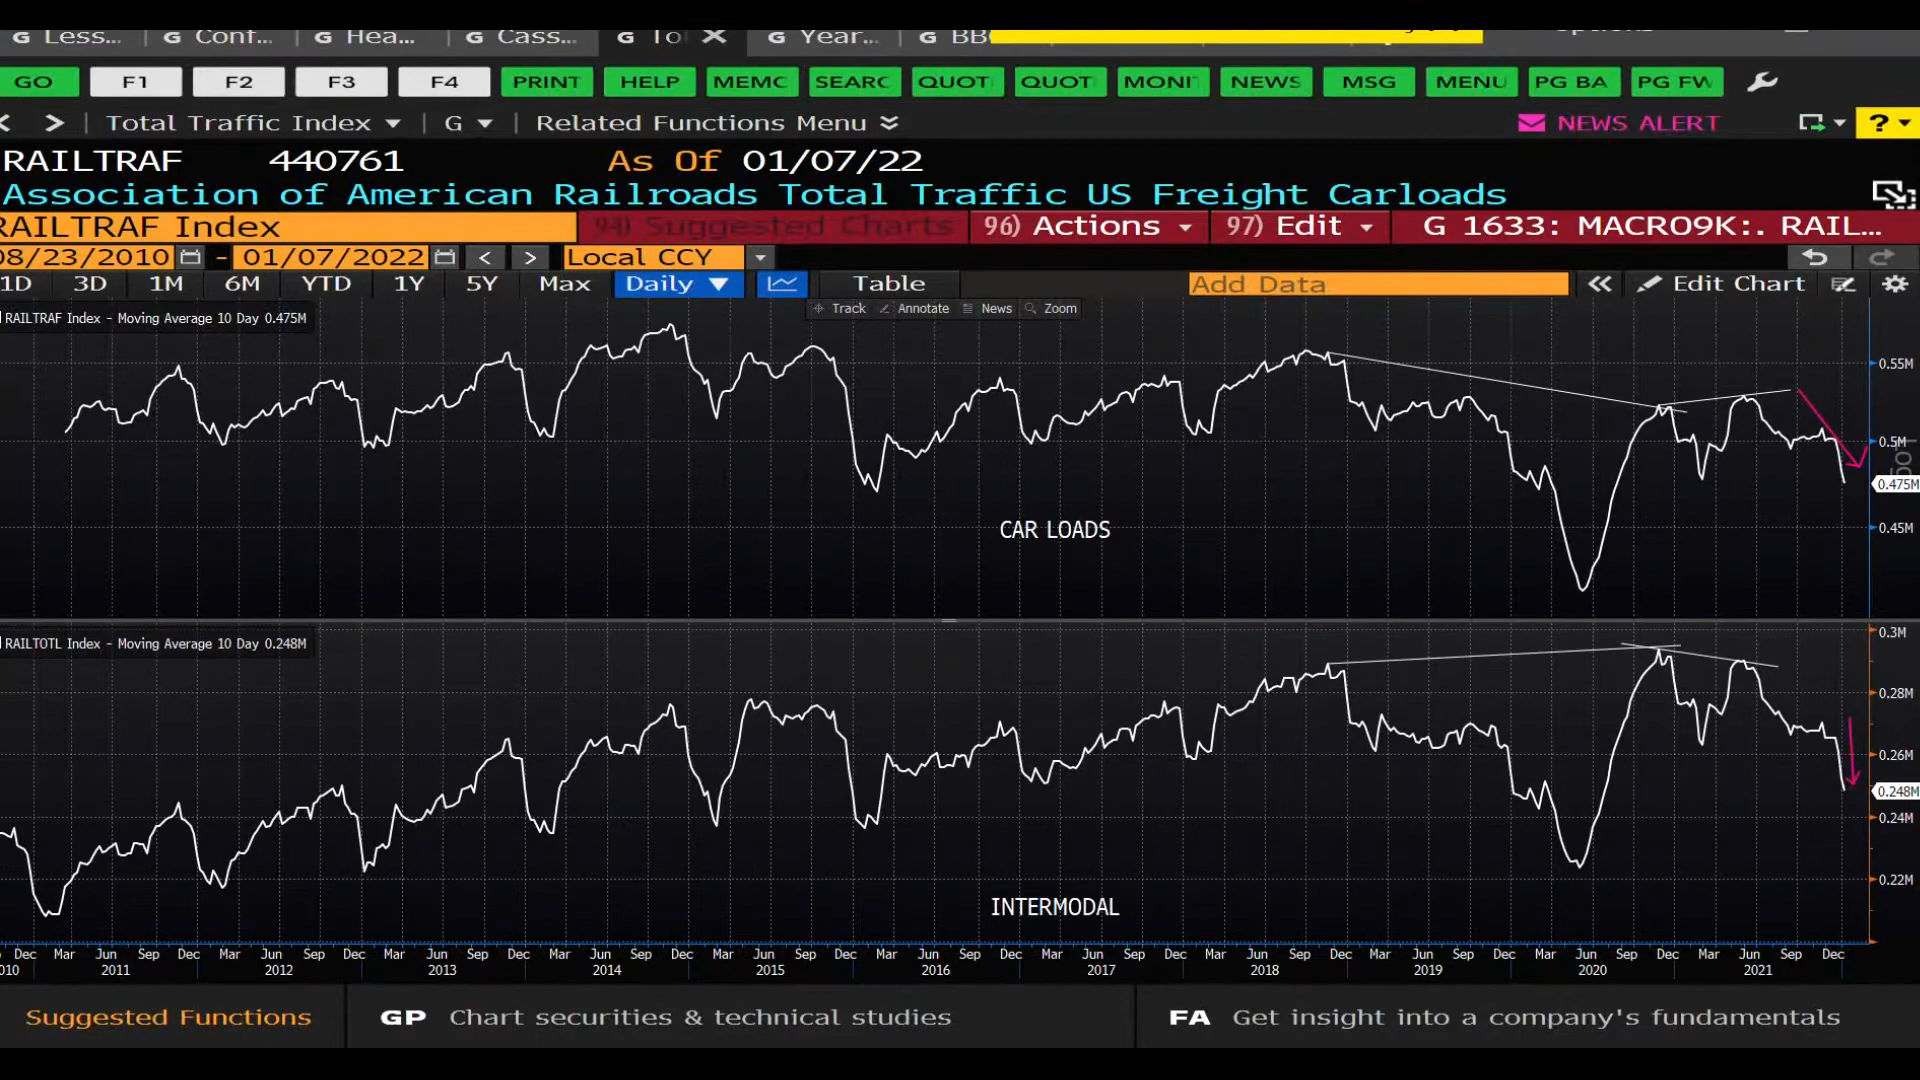 G Less... G Conf... G Hea... G Cass... G To G Year... G BB
GO F1 F2 F3 F4 PRINT HELP MEMC SEARC QUOT QUOT MONI NEWS MSG MENU PG BA PG FW
Total Traffic Index G Related Functions Menu NEWS ALERT ?
RAILTRAF 440761 As Of 01/07/22
Association of American Railroads Total Traffic US Freight Carloads
RAILTRAF Index 94) Suggested Charts 96) Actions 97) Edit G 1633: MACRO9K:. RAIL...
08/23/2010 - 01/07/2022 < > Local CCY
1D 3D 1M 6M YTD 1Y 5Y Max Daily Table Add Data Edit Chart
Track Annotate News Zoom
RAILTRAF Index - Moving Average 10 Day 0.475M
0.55M
0.5M
0.475M
0.45M
CAR LOADS
RAILTOTL Index - Moving Average 10 Day 0.248M
0.3M
0.28M
0.26M
0.248M
0.24M
0.22M
INTERMODAL
Dec Mar Jun Sep Dec Mar Jun Sep Dec Mar Jun Sep Dec Mar Jun Sep Dec Mar Jun Sep Dec Mar Jun Sep Dec Mar Jun Sep Dec Mar Jun Sep Dec Mar Jun Sep Dec Mar Jun Sep Dec Mar Jun Sep Dec
010 2011 2012 2013 2014 2015 2016 2017 2018 2019 2020 2021
Suggested Functions GP Chart securities & technical studies FA Get insight into a company's fundamentals